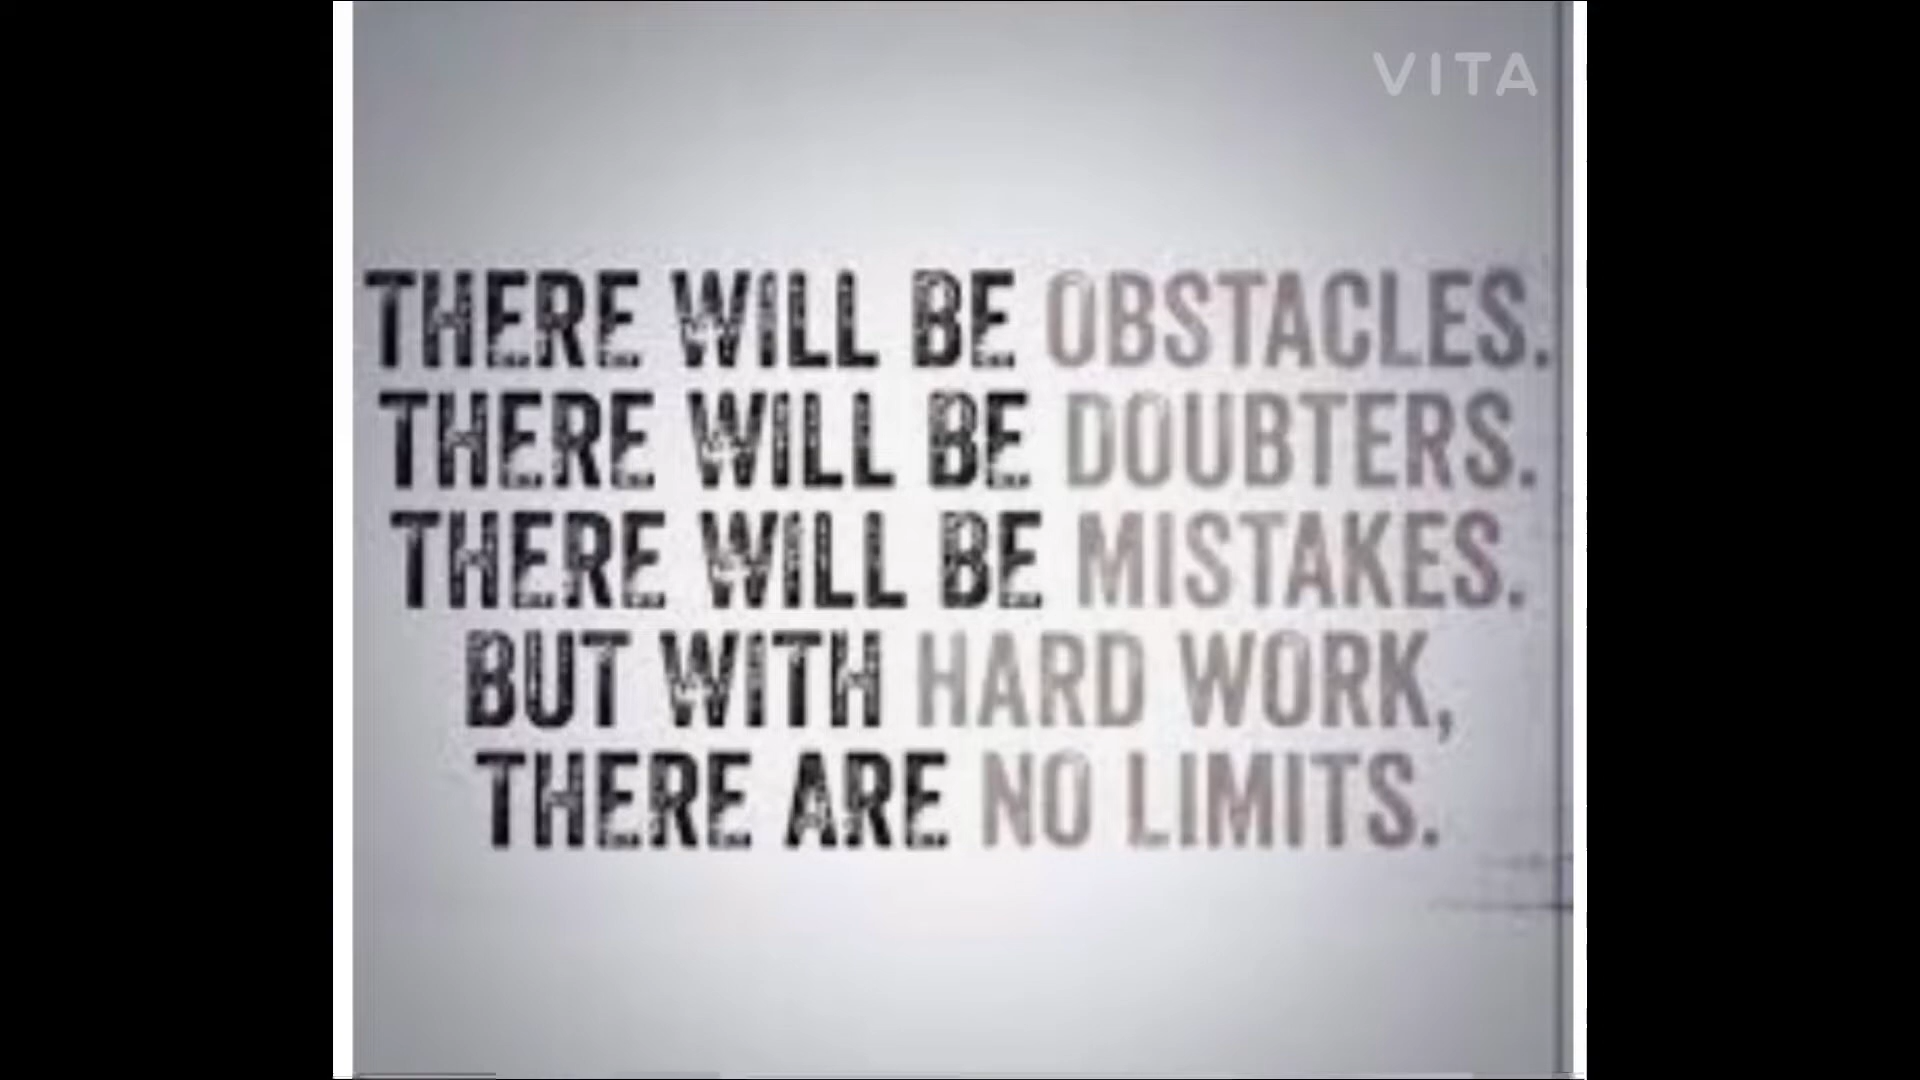 VITA
THERE WILL BE OBSTACLES.
THERE WILL BE DOUBTERS.
THERE WILL BE MISTAKES.
BUT WITH HARD WORK,
THERE ARE NO LIMITS.